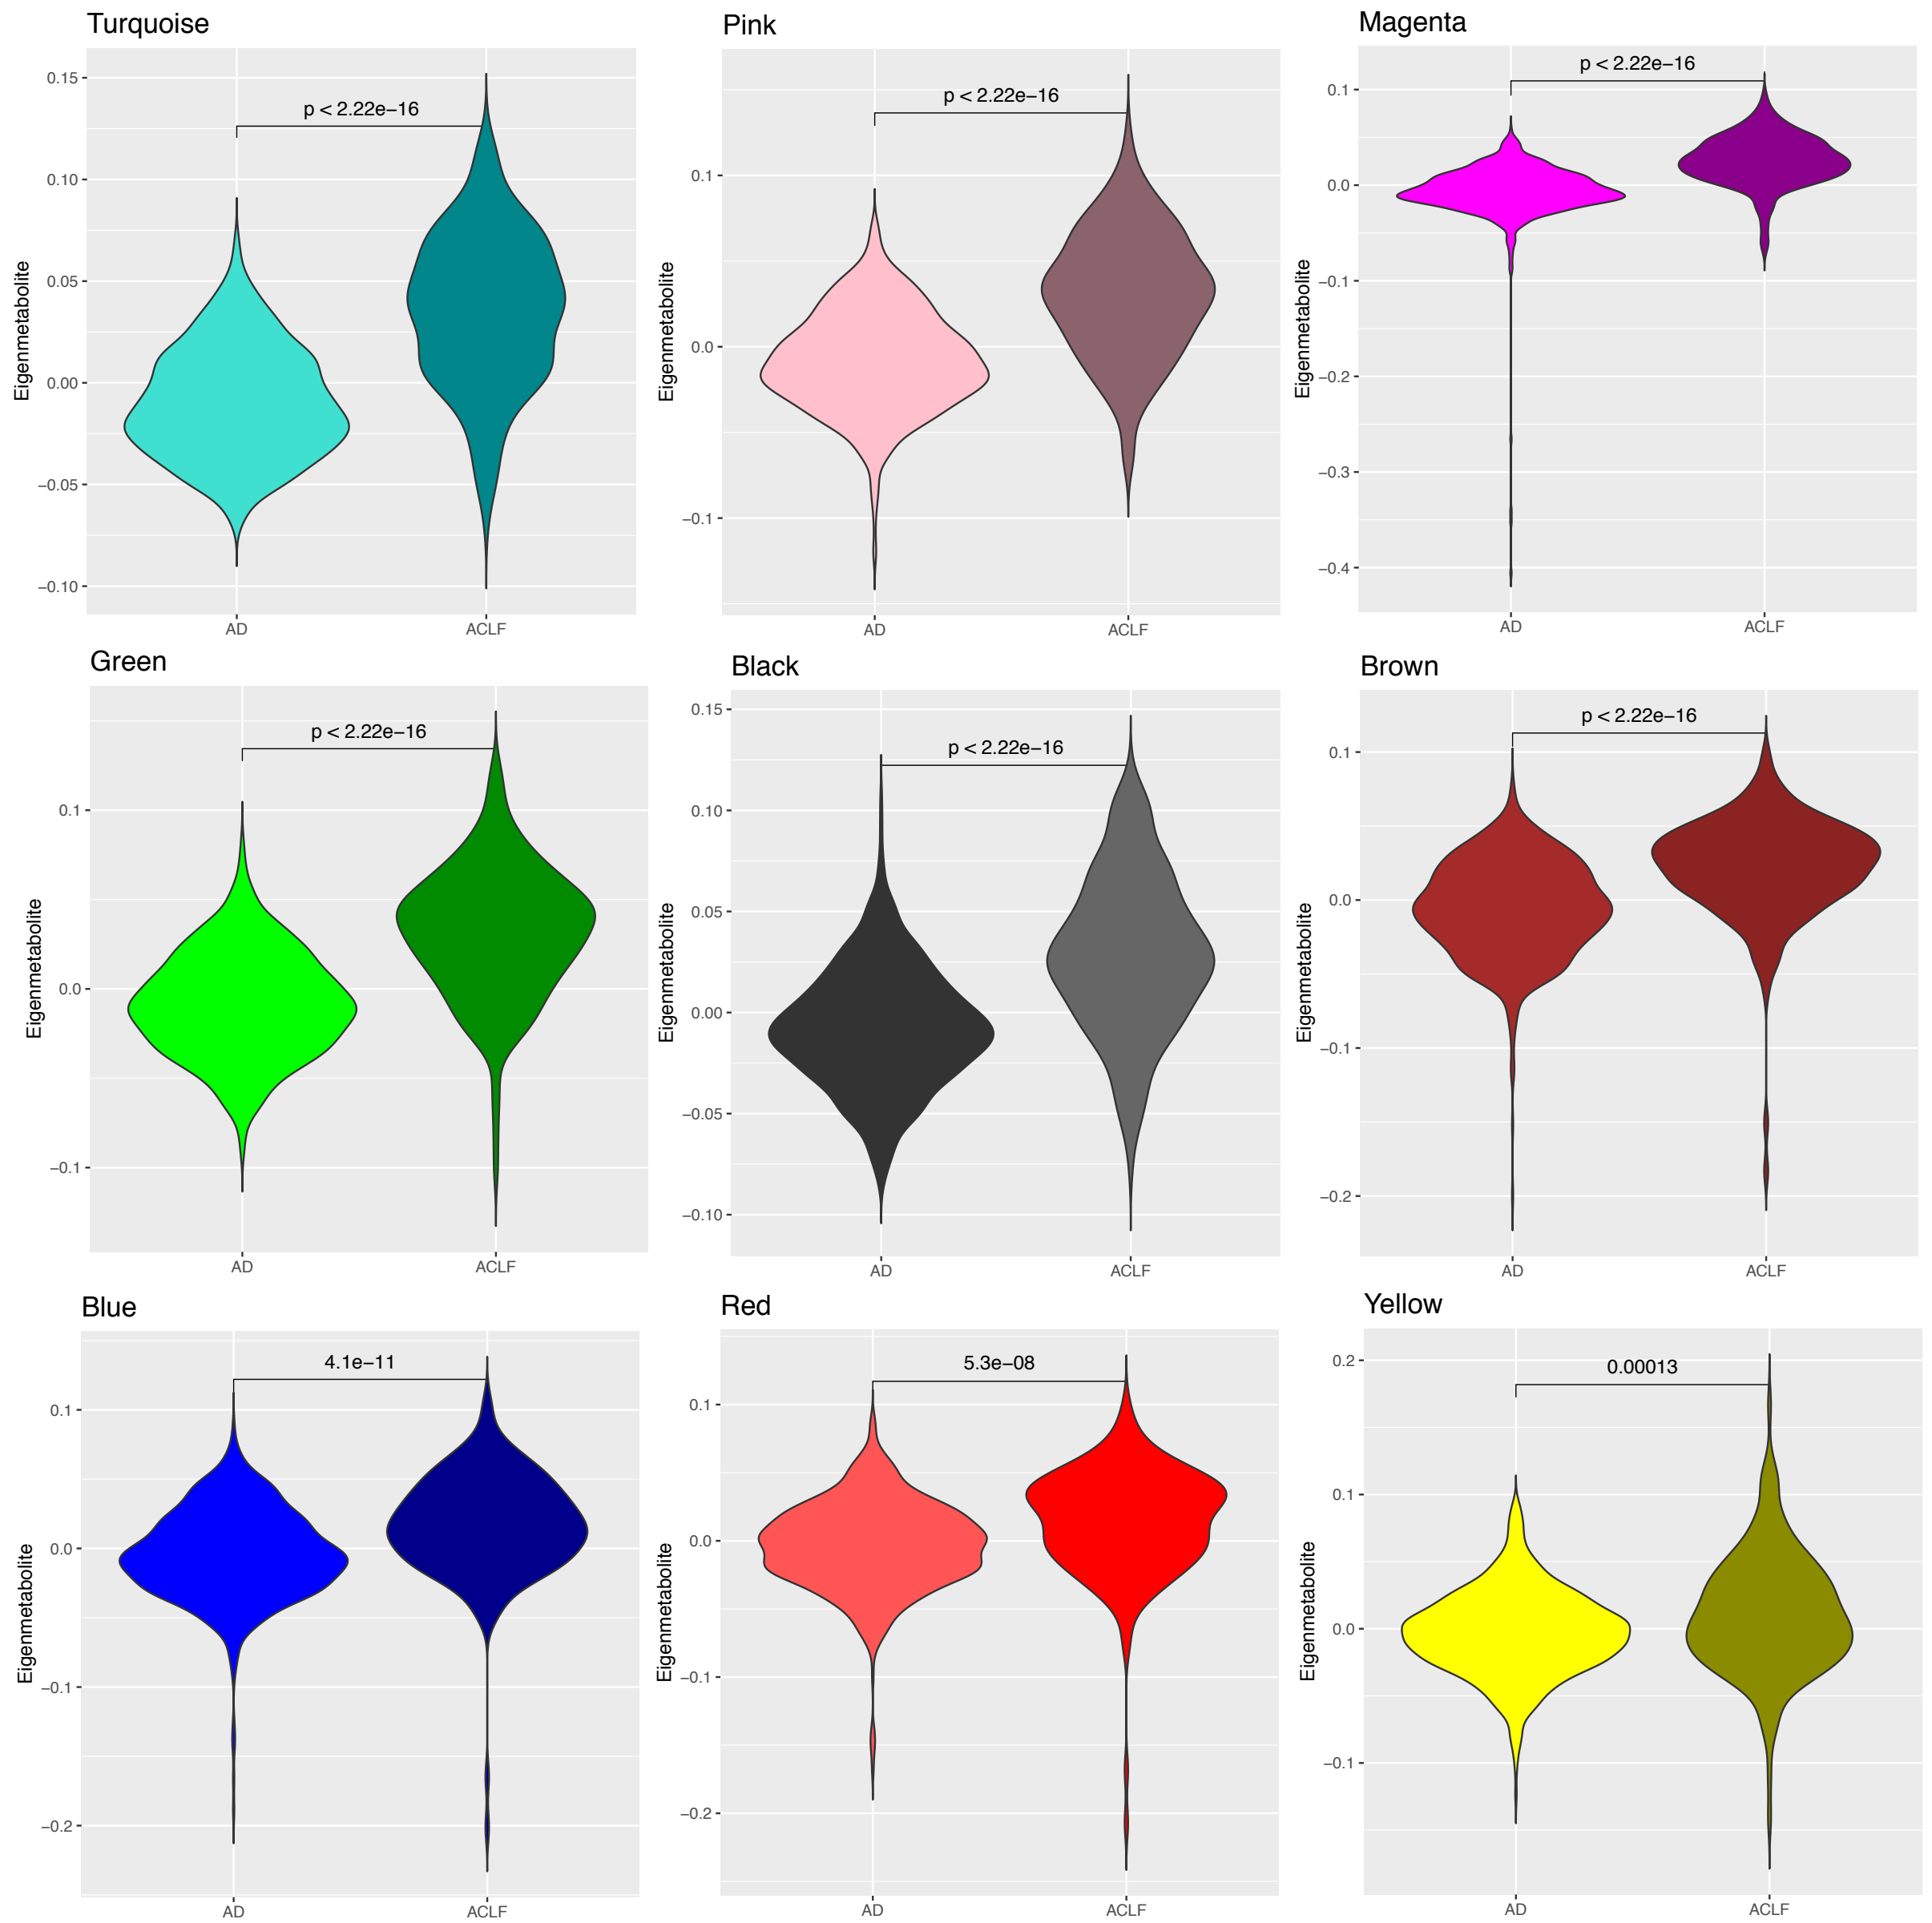 Turquoise
p < 2.22e−16
Eigenmetabolite
0.15
0.10
0.05
0.00
−0.05
−0.10
AD ACLF
Pink
p < 2.22e−16
Eigenmetabolite
0.1
0.0
−0.1
AD ACLF
Magenta
p < 2.22e−16
Eigenmetabolite
0.1
0.0
−0.1
−0.2
−0.3
−0.4
AD ACLF
Green
p < 2.22e−16
Eigenmetabolite
0.1
0.0
−0.1
AD ACLF
Black
p < 2.22e−16
Eigenmetabolite
0.15
0.10
0.05
0.00
−0.05
−0.10
AD ACLF
Brown
p < 2.22e−16
Eigenmetabolite
0.1
0.0
−0.1
−0.2
AD ACLF
Blue
4.1e−11
Eigenmetabolite
0.1
0.0
−0.1
−0.2
AD ACLF
Red
5.3e−08
Eigenmetabolite
0.1
0.0
−0.1
−0.2
AD ACLF
Yellow
0.00013
Eigenmetabolite
0.2
0.1
0.0
−0.1
AD ACLF